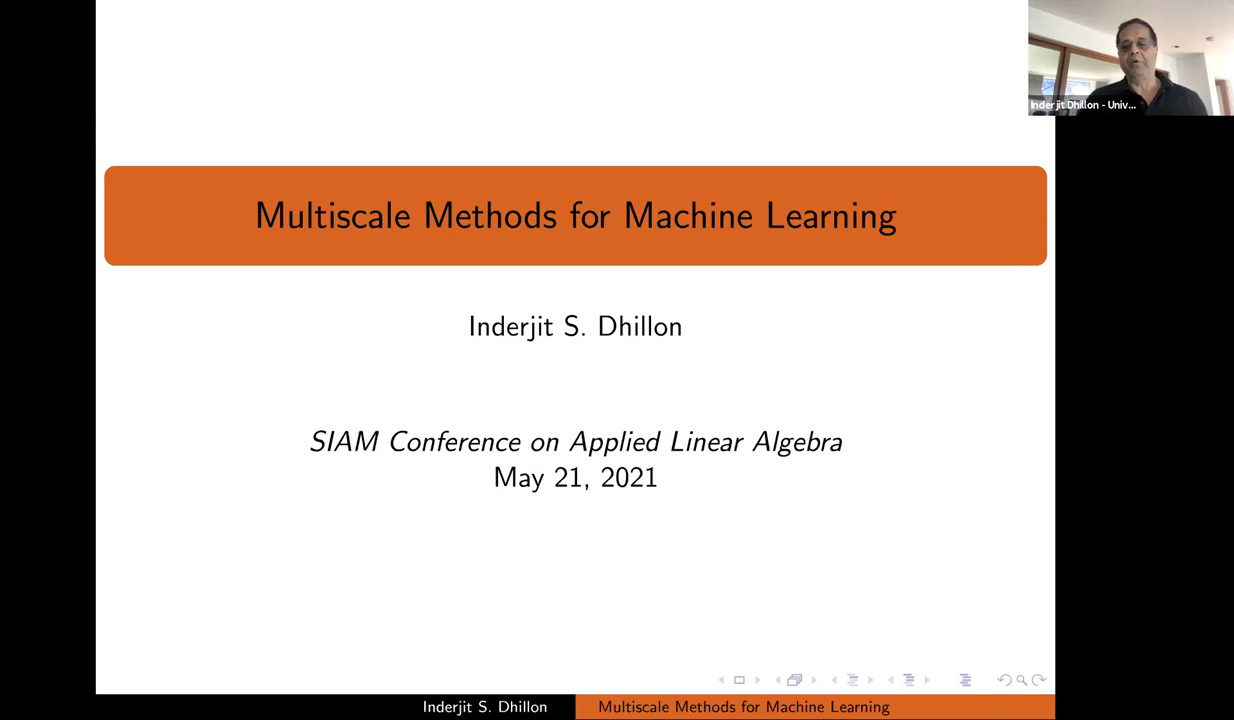 Inderjit Dhillon - Univ...
Multiscale Methods for Machine Learning
Inderjit S. Dhillon
SIAM Conference on Applied Linear Algebra
May 21, 2021
Inderjit S. Dhillon
Multiscale Methods for Machine Learning